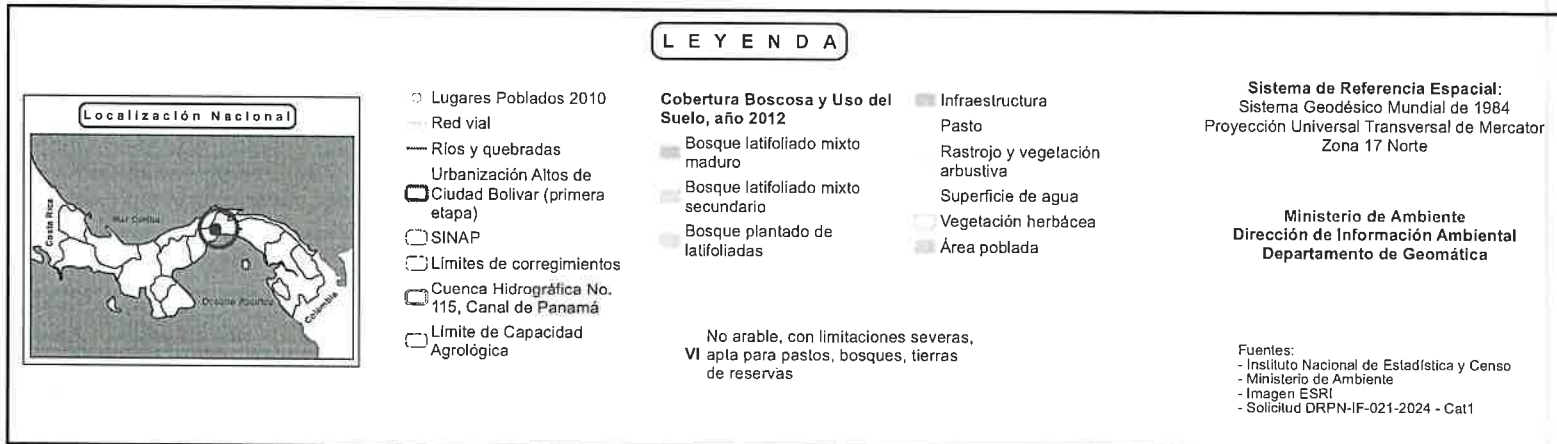 L E Y E N D A
Localización Nacional
Mar Caribe
Costa Rica
Océano Pacífico
Colombia
Lugares Poblados 2010
Red vial
Ríos y quebradas
Urbanización Altos de
Ciudad Bolivar (primera
etapa)
SINAP
Límites de corregimientos
Cuenca Hidrográfica No.
115, Canal de Panamá
Límite de Capacidad
Agrológica
Cobertura Boscosa y Uso del
Suelo, año 2012
Bosque latifoliado mixto
maduro
Bosque latifoliado mixto
secundario
Bosque plantado de
latifoliadas
Infraestructura
Pasto
Rastrojo y vegetación
arbustiva
Superficie de agua
Vegetación herbácea
Área poblada
No arable, con limitaciones severas,
VI apta para pastos, bosques, tierras
de reservas
Sistema de Referencia Espacial:
Sistema Geodésico Mundial de 1984
Proyección Universal Transversal de Mercator
Zona 17 Norte
Ministerio de Ambiente
Dirección de Información Ambiental
Departamento de Geomática
Fuentes:
- Instituto Nacional de Estadística y Censo
- Ministerio de Ambiente
- Imagen ESRI
- Solicitud DRPN-IF-021-2024 - Cat1